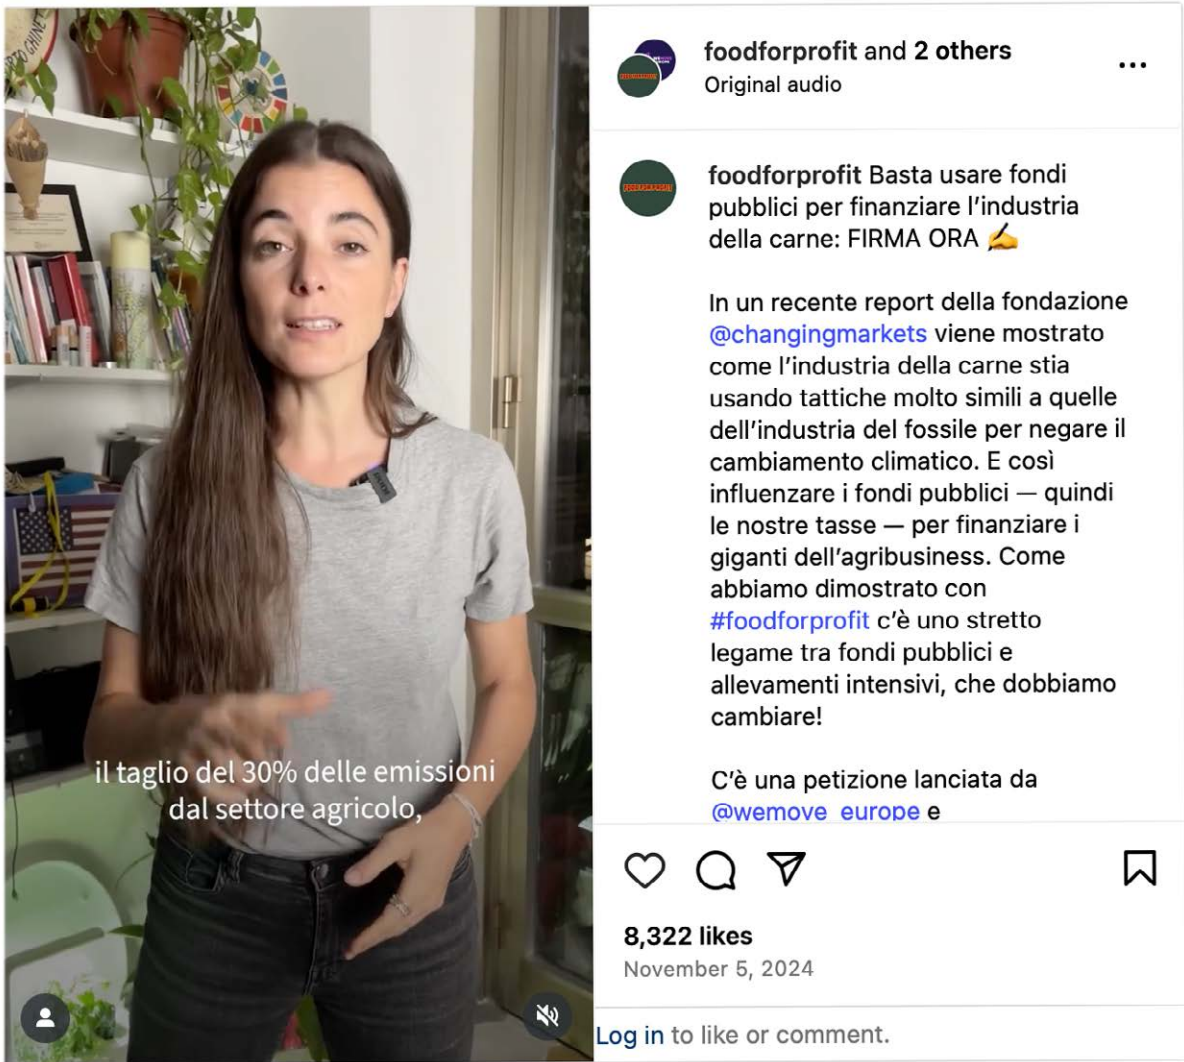 RTO GHINE
il taglio del 30% delle emissioni
dal settore agricolo,
foodforprofit and 2 others
Original audio
FOODFORPROFIT
foodforprofit Basta usare fondi
pubblici per finanziare l’industria
della carne: FIRMA ORA ✍️
In un recente report della fondazione
@changingmarkets viene mostrato
come l’industria della carne stia
usando tattiche molto simili a quelle
dell’industria del fossile per negare il
cambiamento climatico. E così
influenzare i fondi pubblici — quindi
le nostre tasse — per finanziare i
giganti dell’agribusiness. Come
abbiamo dimostrato con
#foodforprofit c’è uno stretto
legame tra fondi pubblici e
allevamenti intensivi, che dobbiamo
cambiare!
C’è una petizione lanciata da
@wemove_europe e
8,322 likes
November 5, 2024
Log in to like or comment.